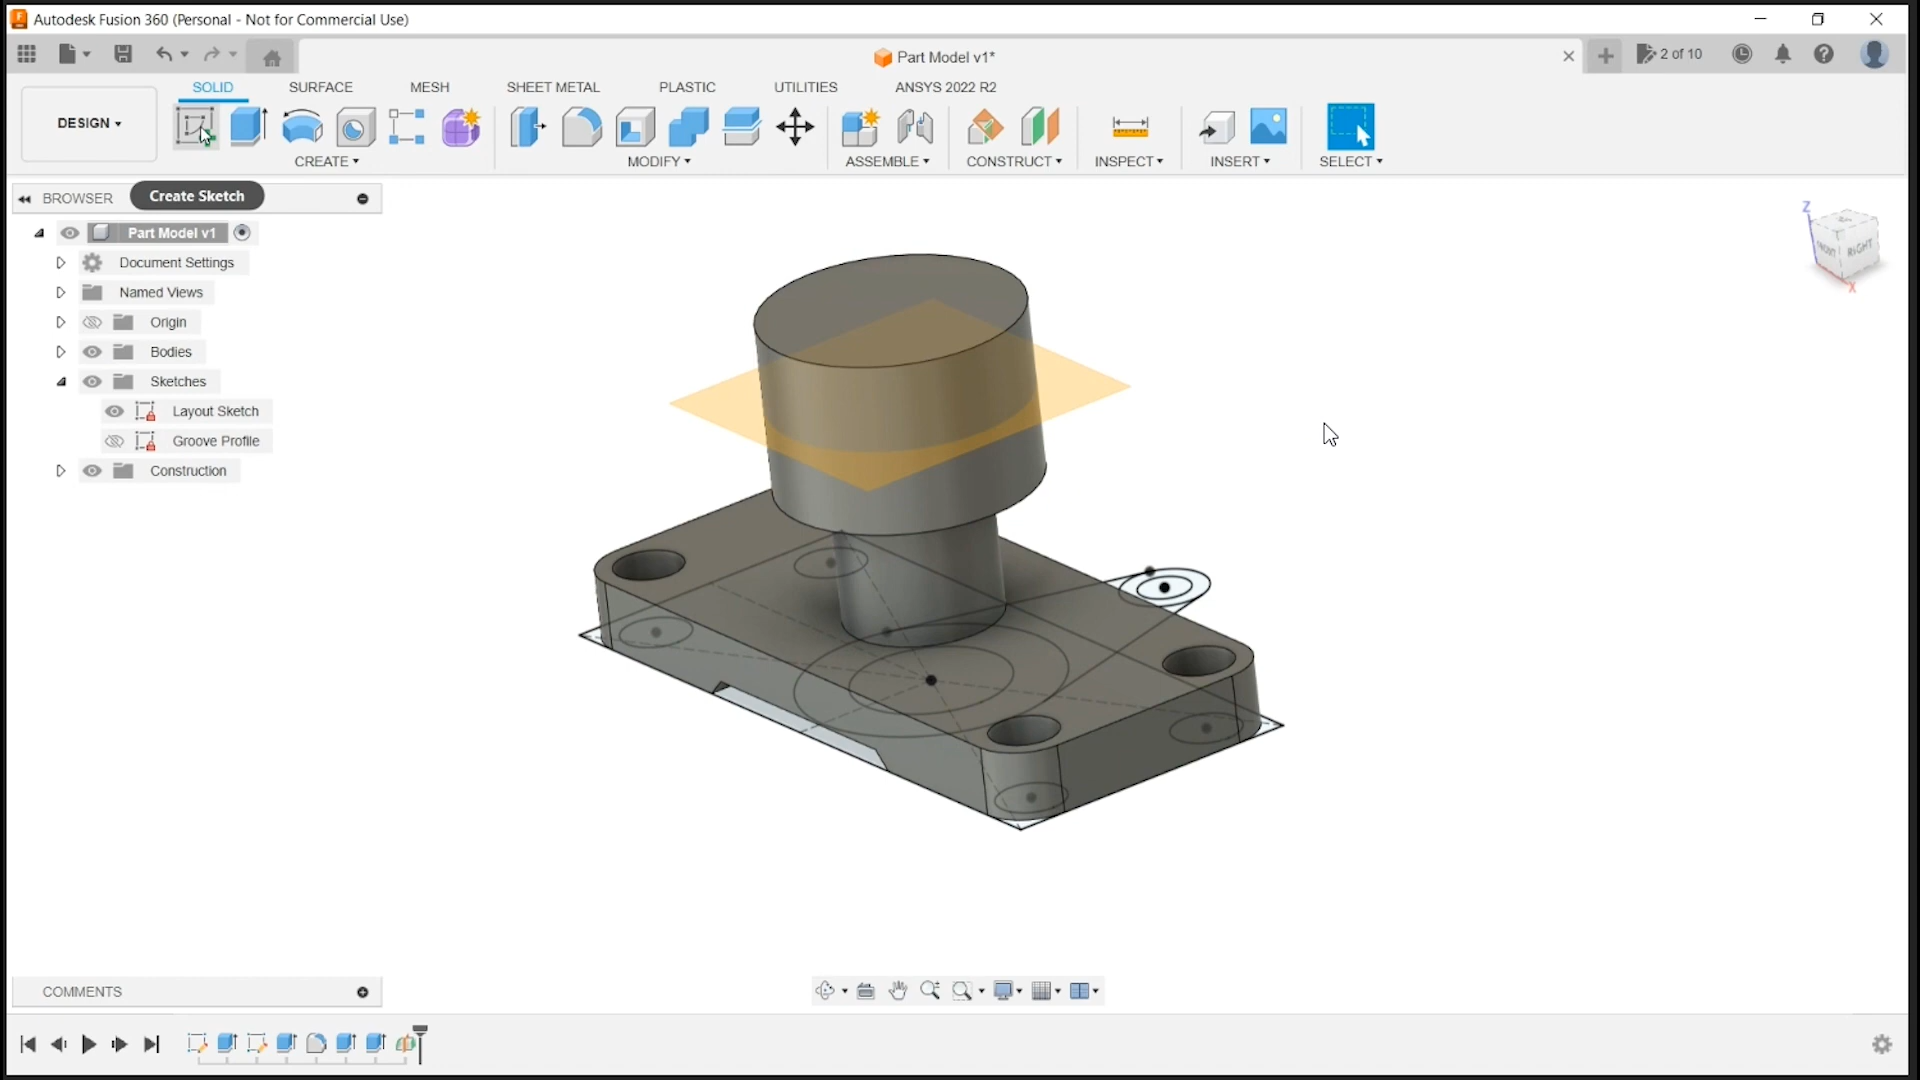 Autodesk Fusion 360 (Personal - Not for Commercial Use)
Part Model v1*
2 of 10
SOLID SURFACE MESH SHEET METAL PLASTIC UTILITIES ANSYS 2022 R2
DESIGN
CREATE MODIFY ASSEMBLE CONSTRUCT INSPECT INSERT SELECT
BROWSER
Create Sketch
Part Model v1
Document Settings
Named Views
Origin
Bodies
Sketches
Layout Sketch
Groove Profile
Construction
Z
FRONT
RIGHT
X
COMMENTS